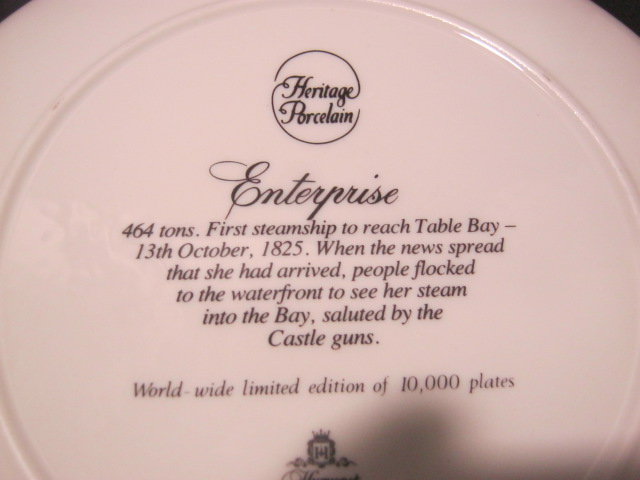 Heritage
Porcelain
Enterprise
464 tons. First steamship to reach Table Bay –
13th October, 1825. When the news spread
that she had arrived, people flocked
to the waterfront to see her steam
into the Bay, saluted by the
Castle guns.
World-wide limited edition of 10,000 plates